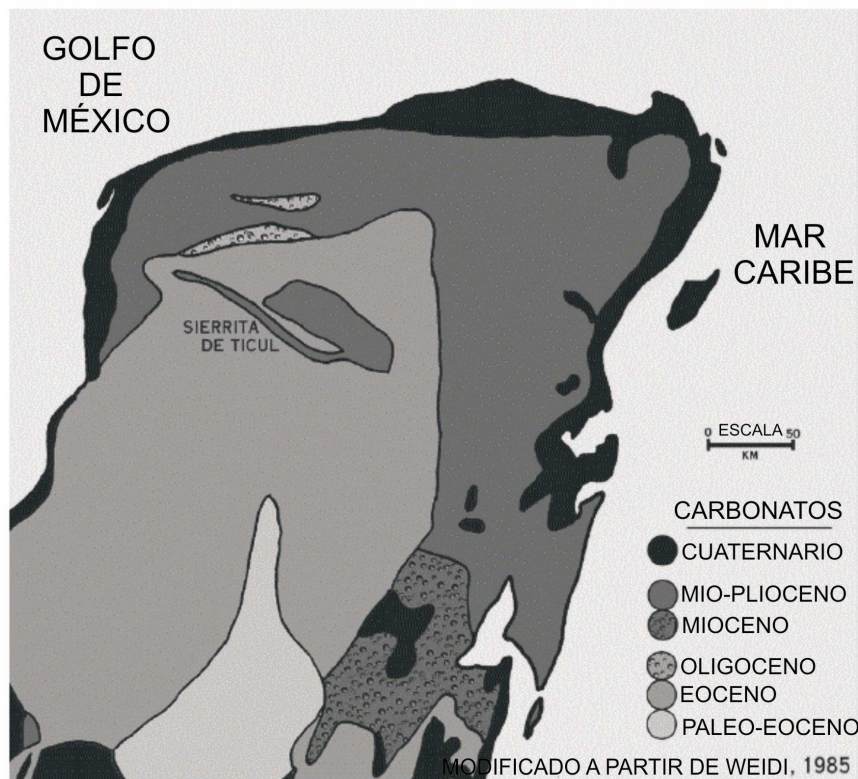 GOLFO
DE
MÉXICO
MAR
CARIBE
SIERRITA
DE TICUL
0 ESCALA 50
KM
CARBONATOS
CUATERNARIO
MIO-PLIOCENO
MIOCENO
OLIGOCENO
EOCENO
PALEO-EOCENO
MODIFICADO A PARTIR DE WEIDI, 1985